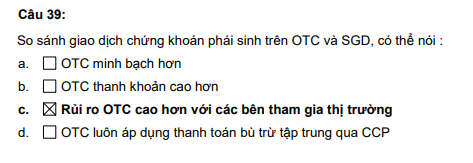 Câu 39:
So sánh giao dịch chứng khoán phái sinh trên OTC và SGD, có thể nói :
a. ☐ OTC minh bạch hơn
b. ☐ OTC thanh khoản cao hơn
c. ☒ Rủi ro OTC cao hơn với các bên tham gia thị trường
d. ☐ OTC luôn áp dụng thanh toán bù trừ tập trung qua CCP